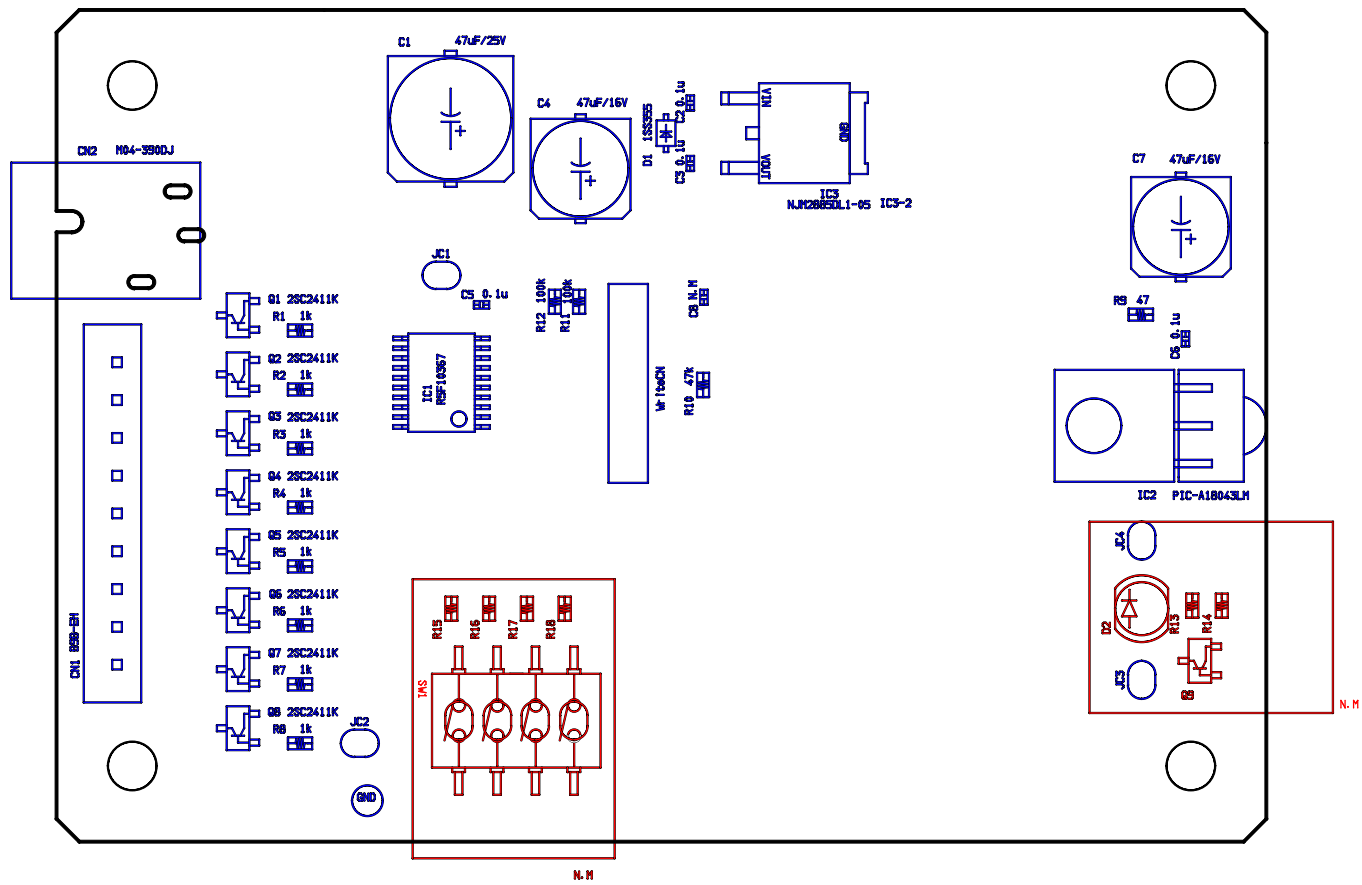 C1 47uF/25V
C4 47uF/16V
1SS355
D1
C2 0.1u
C3 0.1u
VIN
GND
VOUT
IC3
NJM2885DL1-05 IC3-2
C7 47uF/16V
CN2 M04-390DJ
JC1
C5 0.1u
R12 100k
R11 100k
C8 N.M
R9 47
C6 0.1u
Q1 2SC2411K
R1 1k
Q2 2SC2411K
R2 1k
Q3 2SC2411K
R3 1k
Q4 2SC2411K
R4 1k
Q5 2SC2411K
R5 1k
Q6 2SC2411K
R6 1k
Q7 2SC2411K
R7 1k
Q8 2SC2411K
R8 1k
IC1
R5F10367
WriteCN
R10 47k
IC2 PIC-A18043LM
CN1 B9B-EH
R15
R16
R17
R18
SW1
JC4
D2
R13
R14
JC3
Q9
N.M
JC2
GND
N.M